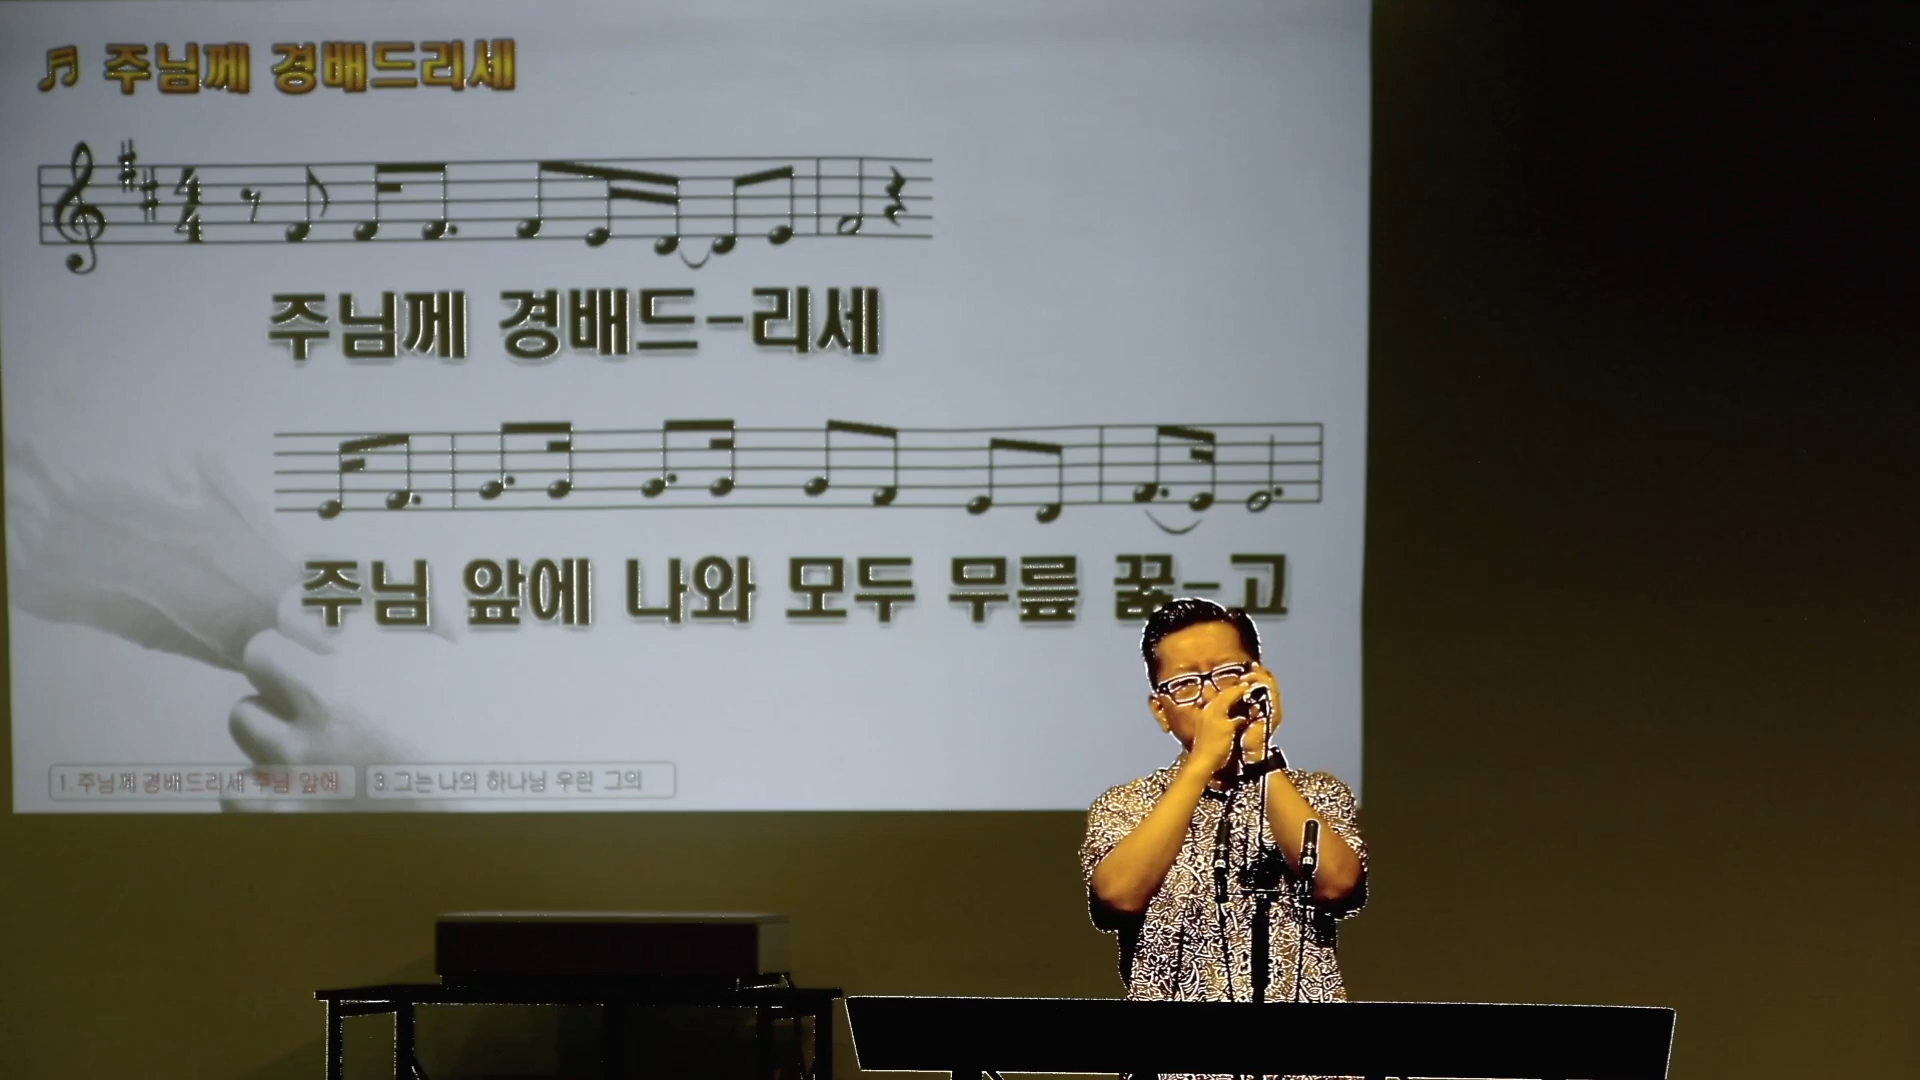 주님께 경배드리세
주님께 경배드-리세
주님 앞에 나와 모두 무릎 꿇-고
1. 주님께 경배드리세 주님 앞에
3. 그는 나의 하나님 우린 그의